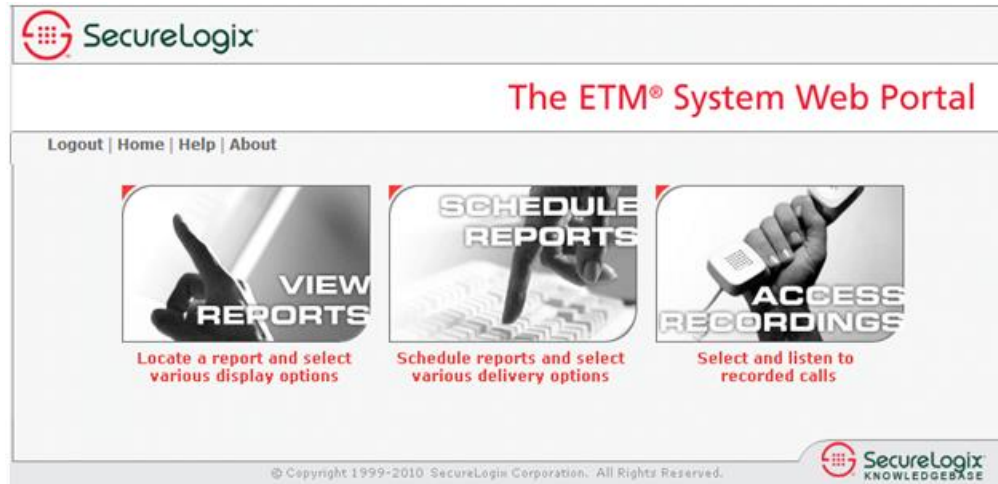 SecureLogix
The ETM® System Web Portal
Logout | Home | Help | About
VIEW
REPORTS
Locate a report and select
various display options
SCHEDULE
REPORTS
Schedule reports and select
various delivery options
ACCESS
RECORDINGS
Select and listen to
recorded calls
© Copyright 1999-2010 SecureLogix Corporation. All Rights Reserved.
SecureLogix
KNOWLEDGEBASE